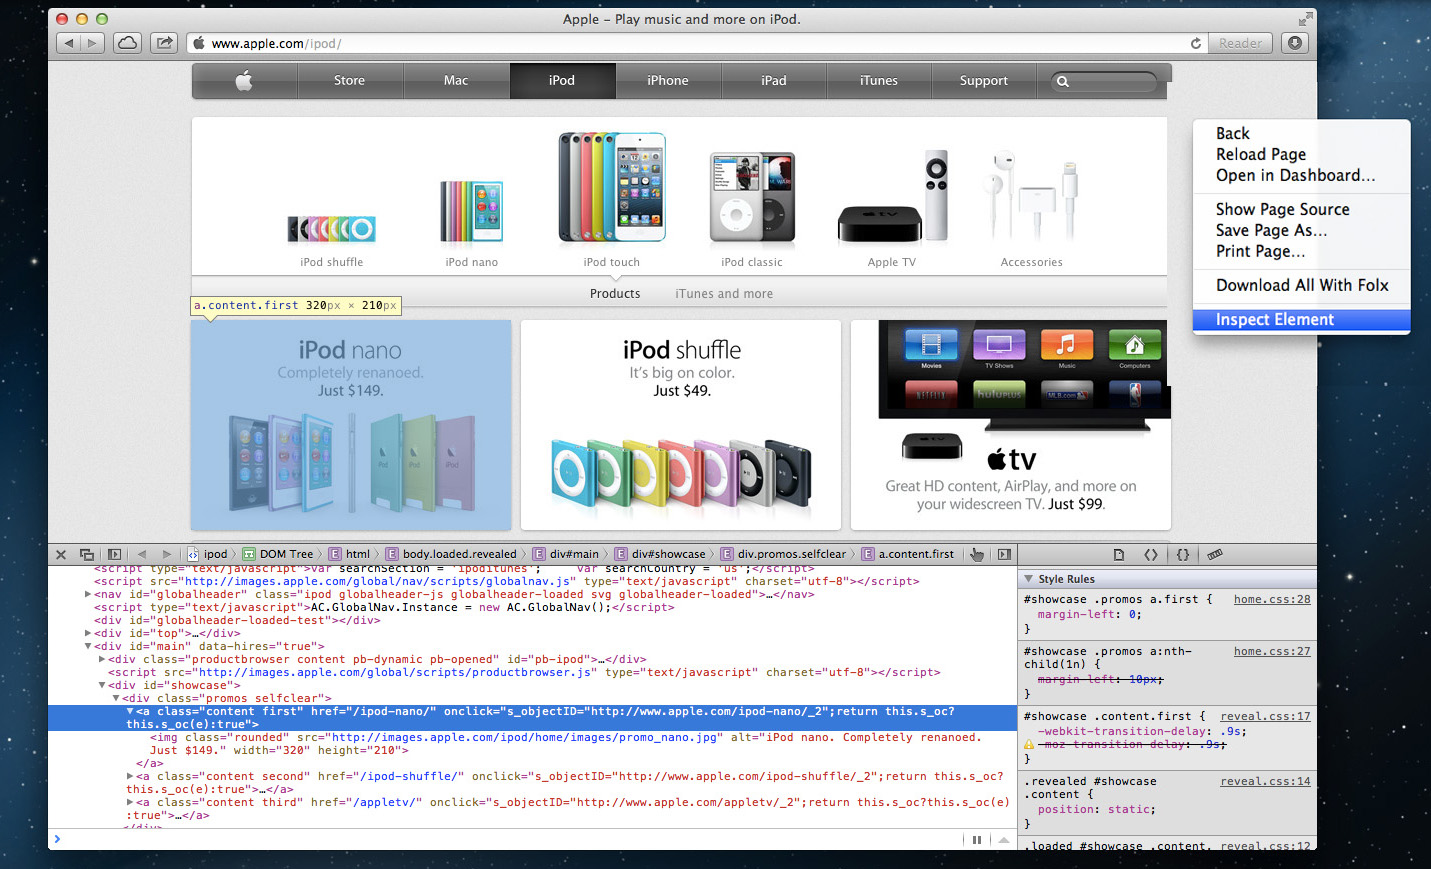 Apple – Play music and more on iPod.
www.apple.com/ipod/
Reader
Store Mac iPod iPhone iPad iTunes Support
Back
Reload Page
Open in Dashboard...
Show Page Source
Save Page As...
Print Page...
Download All With Folx
Inspect Element
tv
iPod shuffle iPod nano iPod touch iPod classic Apple TV Accessories
Products iTunes and more
a.content.first 320px × 210px
iPod nano
Completely renanoed.
Just $149.
iPod iPod iPod
iPod shuffle
It's big on color.
Just $49.
Movies TV Shows Music Computers
NETFLIX huluPLUS MLB.com
tv
Great HD content, AirPlay, and more on
your widescreen TV. Just $99.
ipod DOM Tree html body.loaded.revealed div#main div#showcase div.promos.selfclear a.content.first
<script type="text/javascript">var searchSection = 'ipoditunes'; var searchCountry = 'us';</script>
<script src="http://images.apple.com/global/nav/scripts/globalnav.js" type="text/javascript" charset="utf-8"></script>
<nav id="globalheader" class="ipod globalheader-js globalheader-loaded svg globalheader-loaded">…</nav>
<script type="text/javascript">AC.GlobalNav.Instance = new AC.GlobalNav();</script>
<div id="globalheader-loaded-test"></div>
<div id="top">…</div>
<div id="main" data-hires="true">
<div class="productbrowser content pb-dynamic pb-opened" id="pb-ipod">…</div>
<script src="http://images.apple.com/global/scripts/productbrowser.js" type="text/javascript" charset="utf-8"></script>
<div id="showcase">
<div class="promos selfclear">
<a class="content first" href="/ipod-nano/" onclick="s_objectID="http://www.apple.com/ipod-nano/_2";return this.s_oc?
this.s_oc(e):true">
<img class="rounded" src="http://images.apple.com/ipod/home/images/promo_nano.jpg" alt="iPod nano. Completely renanoed.
Just $149." width="320" height="210">
</a>
<a class="content second" href="/ipod-shuffle/" onclick="s_objectID="http://www.apple.com/ipod-shuffle/_2";return this.s_oc?
this.s_oc(e):true">…</a>
<a class="content third" href="/appletv/" onclick="s_objectID="http://www.apple.com/appletv/_2";return this.s_oc?this.s_oc(e)
:true">…</a>
</div>
Style Rules
#showcase .promos a.first { home.css:28
margin-left: 0;
}
#showcase .promos a:nth- home.css:27
child(1n) {
margin-left: 10px;
}
#showcase .content.first { reveal.css:17
-webkit-transition-delay: .9s;
-moz-transition-delay: .9s;
}
.revealed #showcase reveal.css:14
.content {
position: static;
}
.loaded #showcase .content. reveal.css:12